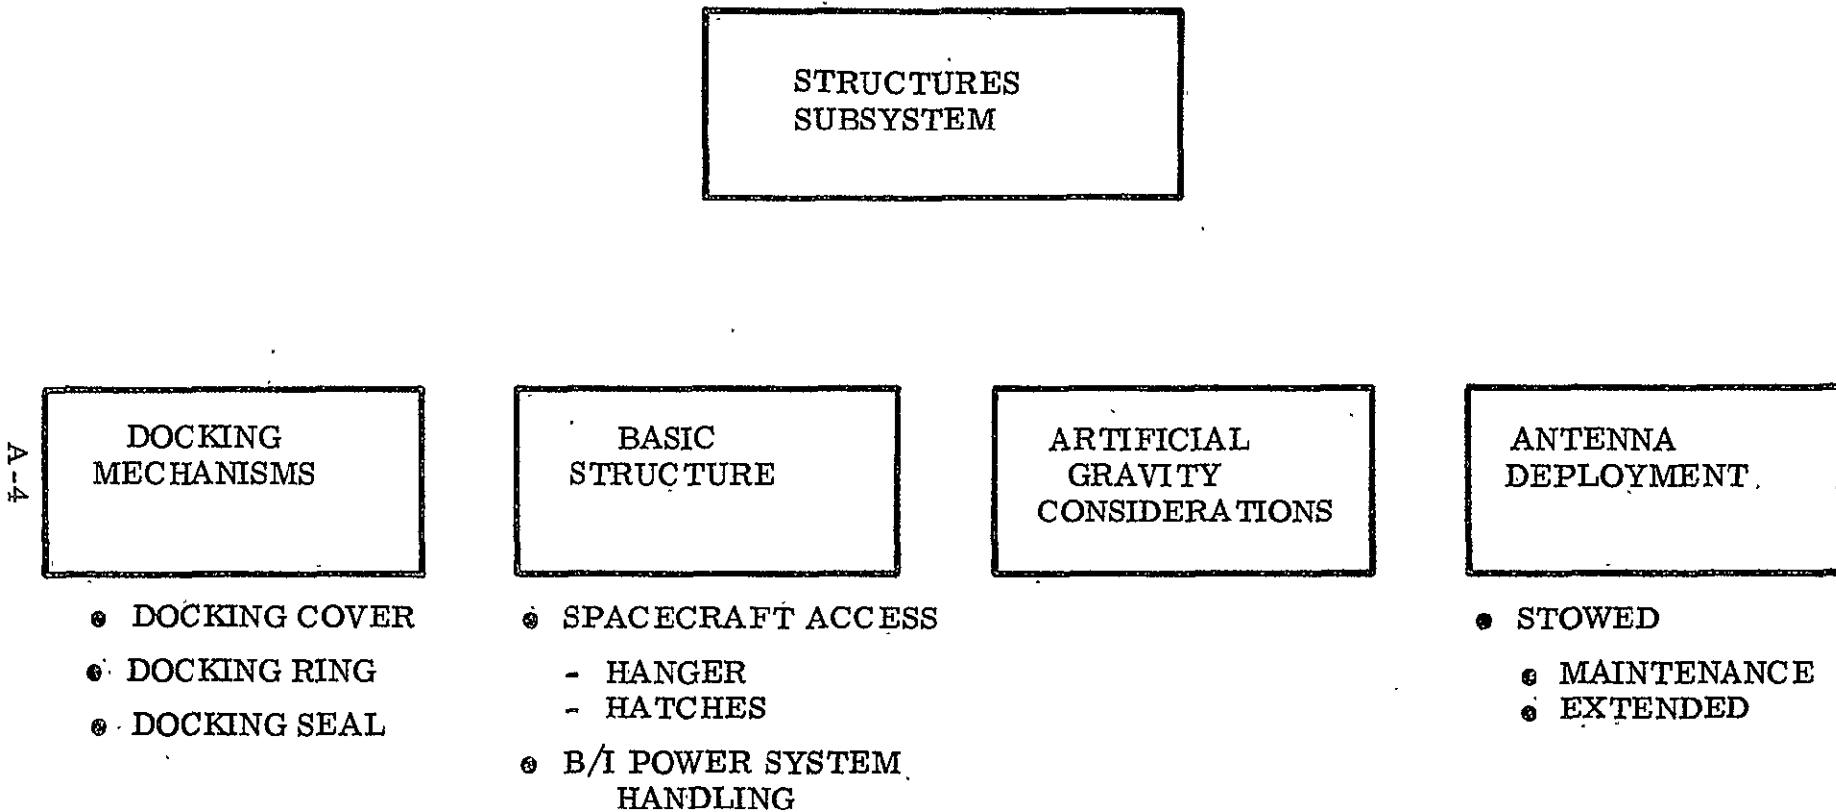 STRUCTURES
SUBSYSTEM
A-4
DOCKING
MECHANISMS
• DOCKING COVER
• DOCKING RING
• DOCKING SEAL
BASIC
STRUCTURE
• SPACECRAFT ACCESS
- HANGER
- HATCHES
• B/I POWER SYSTEM
HANDLING
ARTIFICIAL
GRAVITY
CONSIDERATIONS
ANTENNA
DEPLOYMENT
• STOWED
• MAINTENANCE
• EXTENDED